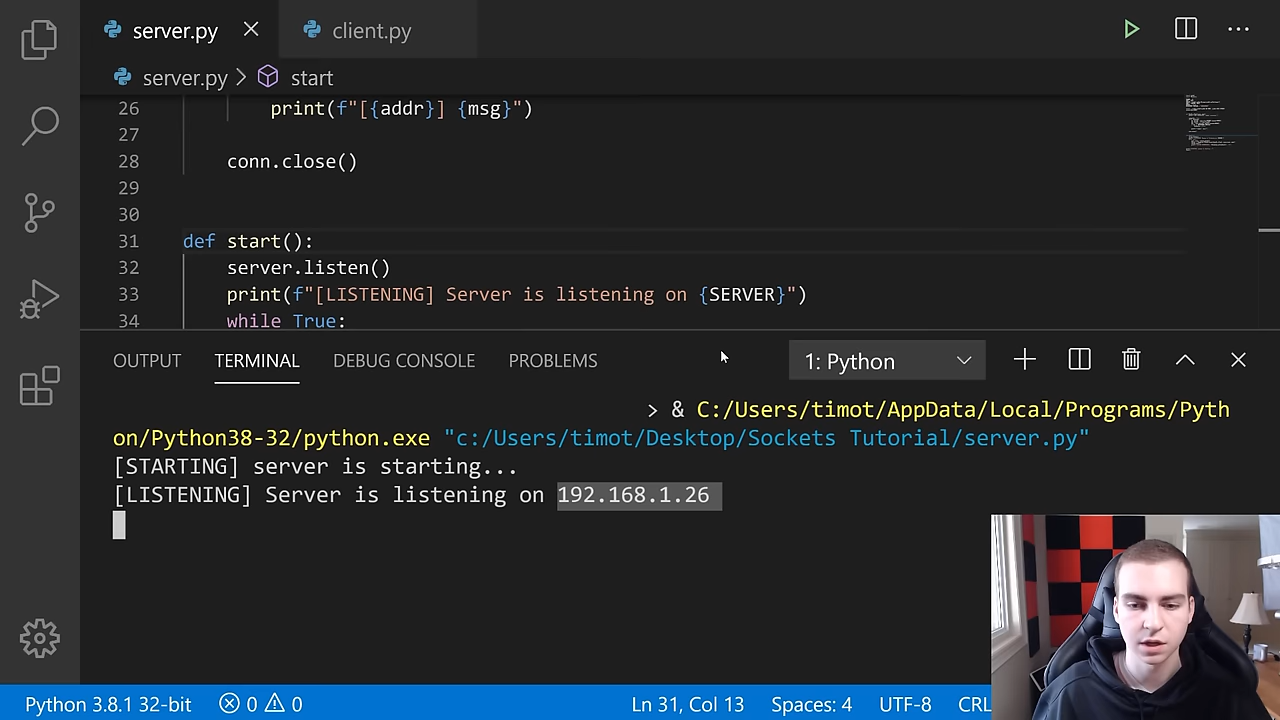 server.py
client.py
server.py > start
26 print(f"[{addr}] {msg}")
27
28 conn.close()
29
30
31 def start():
32 server.listen()
33 print(f"[LISTENING] Server is listening on {SERVER}")
34 while True:
OUTPUT TERMINAL DEBUG CONSOLE PROBLEMS 1: Python
> & C:/Users/timot/AppData/Local/Programs/Pyth
on/Python38-32/python.exe "c:/Users/timot/Desktop/Sockets Tutorial/server.py"
[STARTING] server is starting...
[LISTENING] Server is listening on 192.168.1.26
Python 3.8.1 32-bit 0 0 Ln 31, Col 13 Spaces: 4 UTF-8 CRL